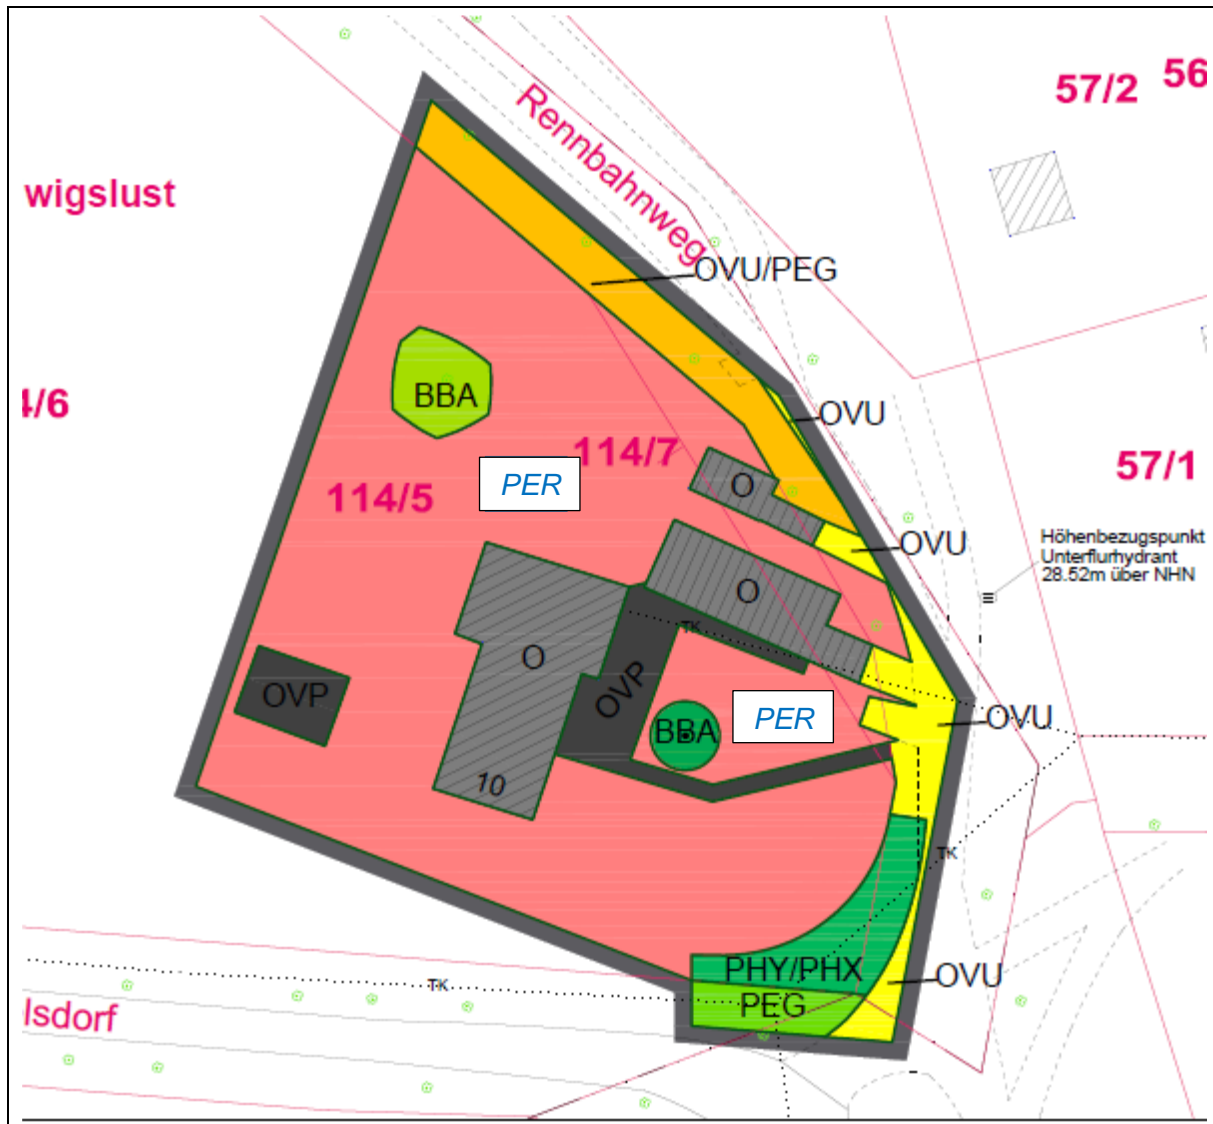 57/2
56
Rennbahnweg
wigslust
OVU/PEG
BBA
4/6
OVU
114/7
57/1
PER
O
114/5
OVU
Höhenbezugspunkt
Unterflurhydrant
28.52m über NHN
O
TK
O
OVP
OVP
PER
BBA
OVU
10
TK
PHY/PHX
OVU
TK
PEG
lsdorf